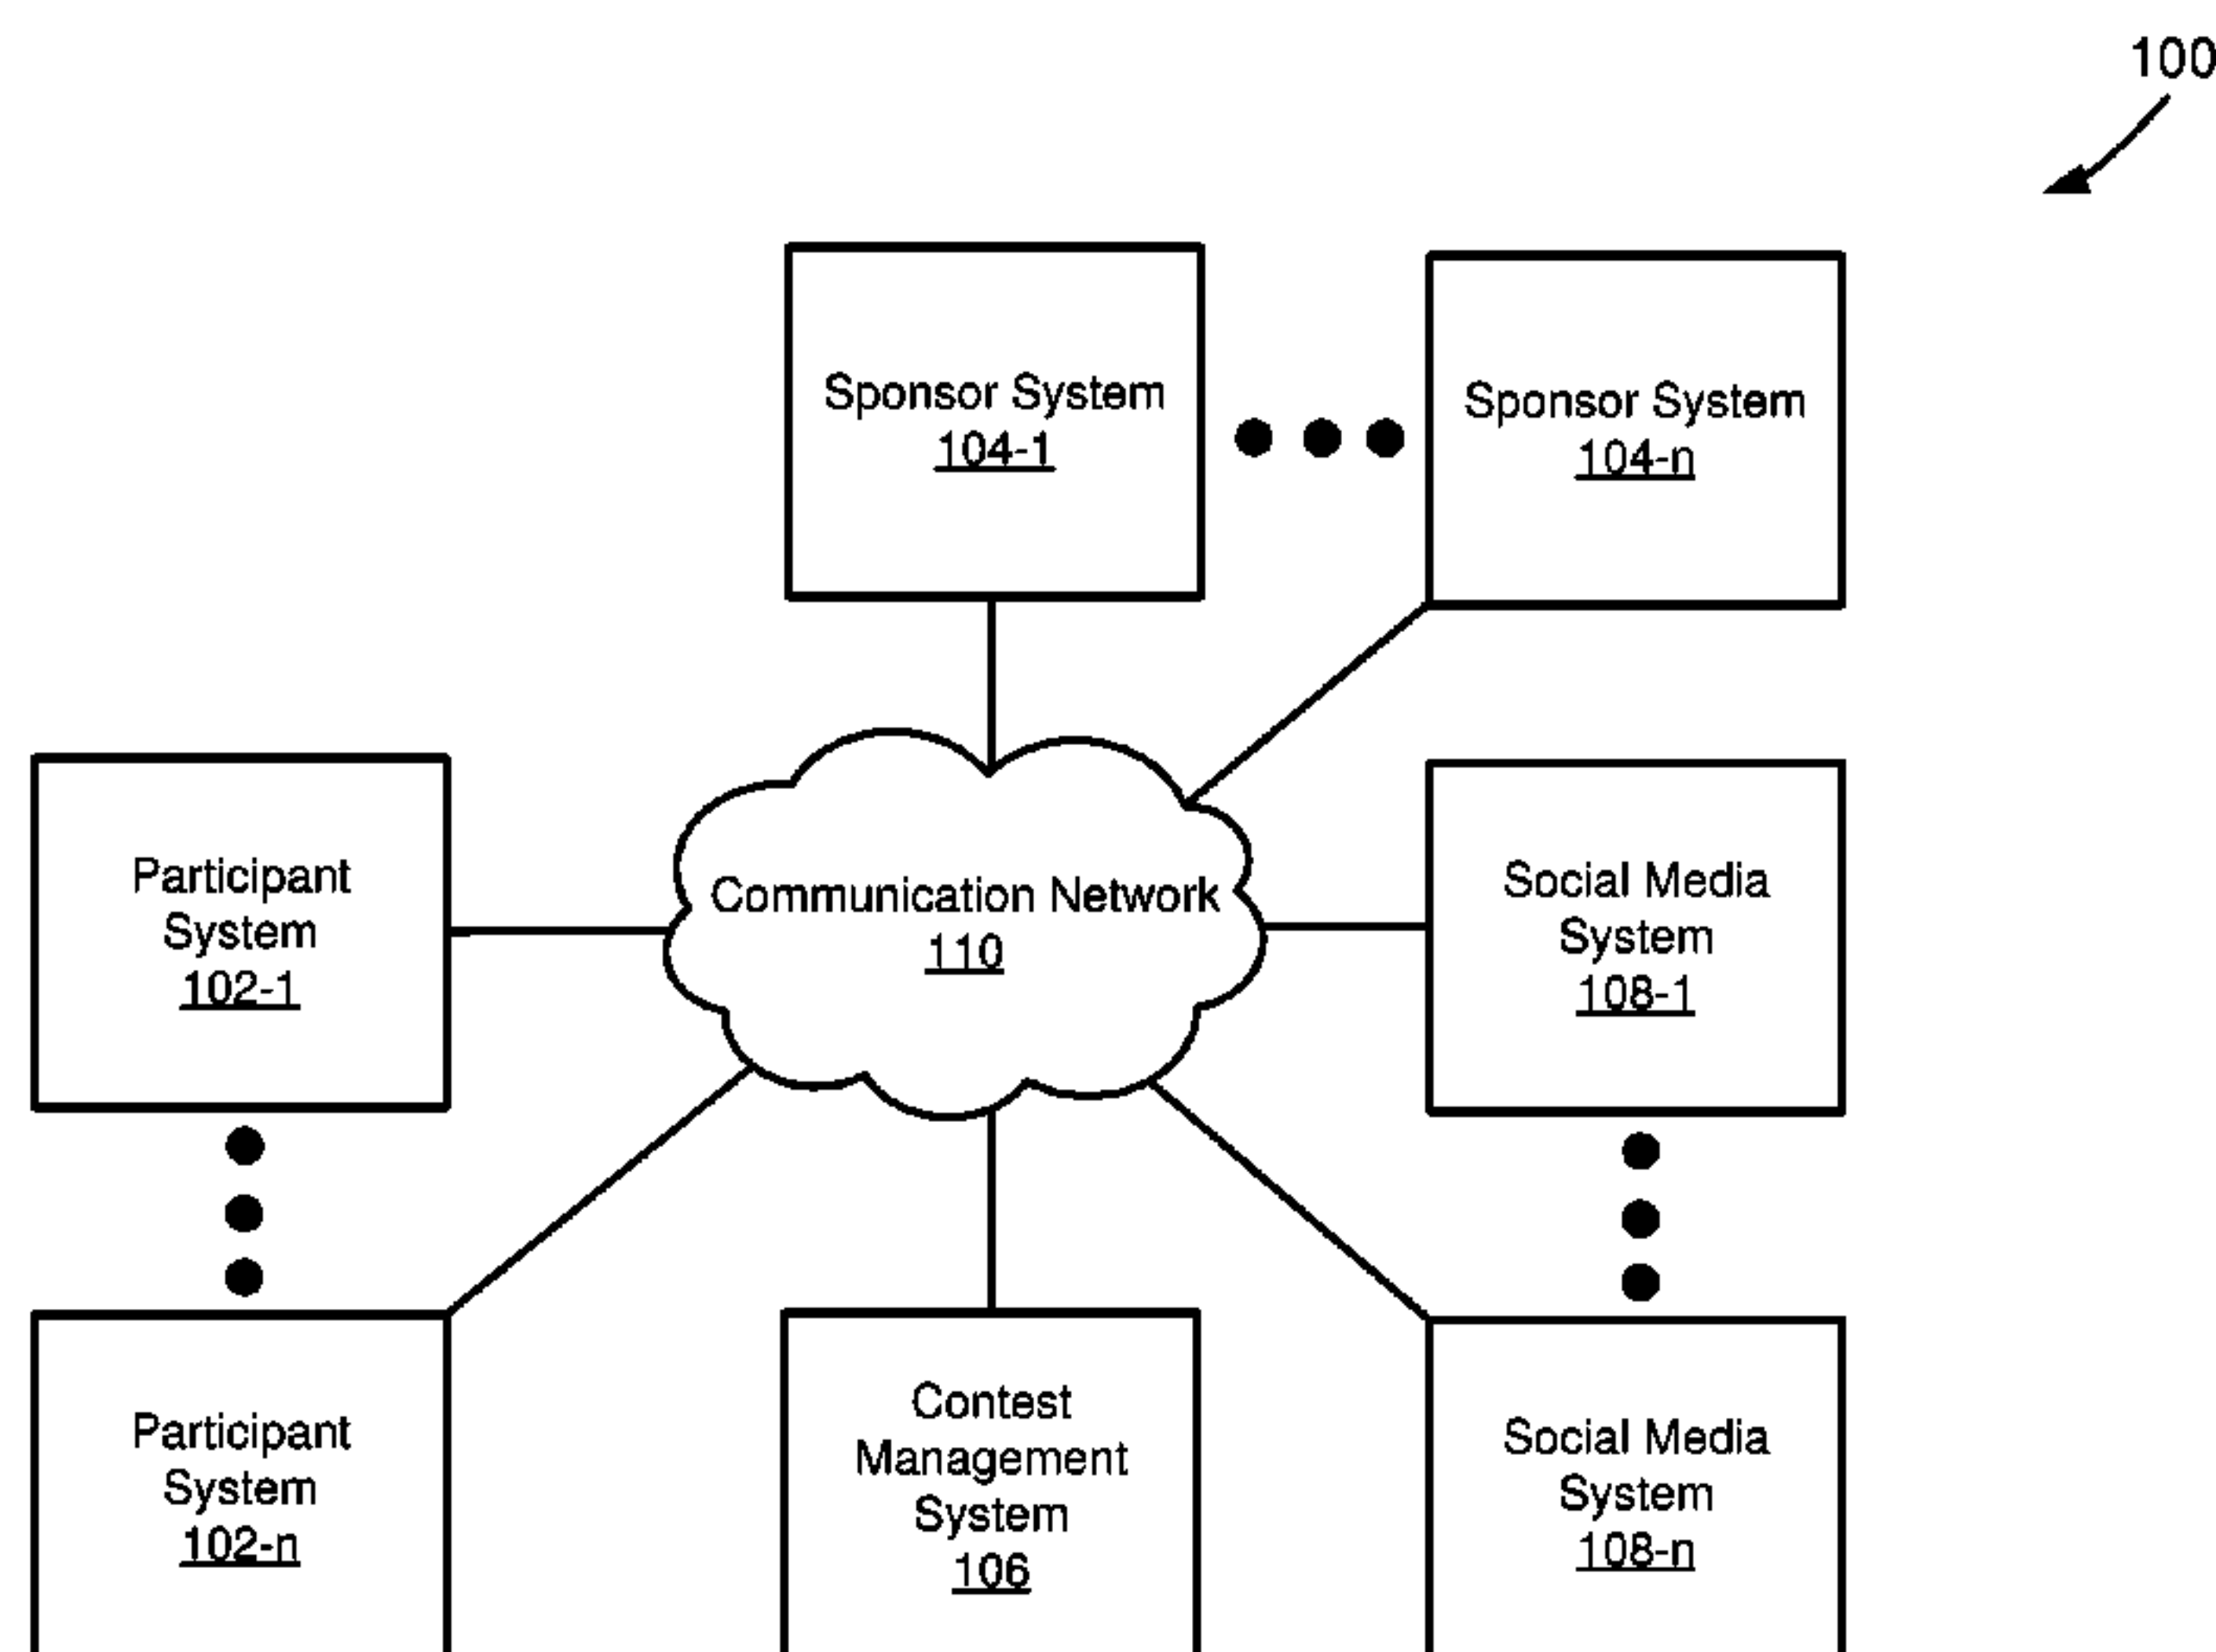 100
Sponsor System
104-1
Sponsor System
104-n
Participant
System
102-1
Communication Network
110
Social Media
System
108-1
Participant
System
102-n
Contest
Management
System
106
Social Media
System
108-n